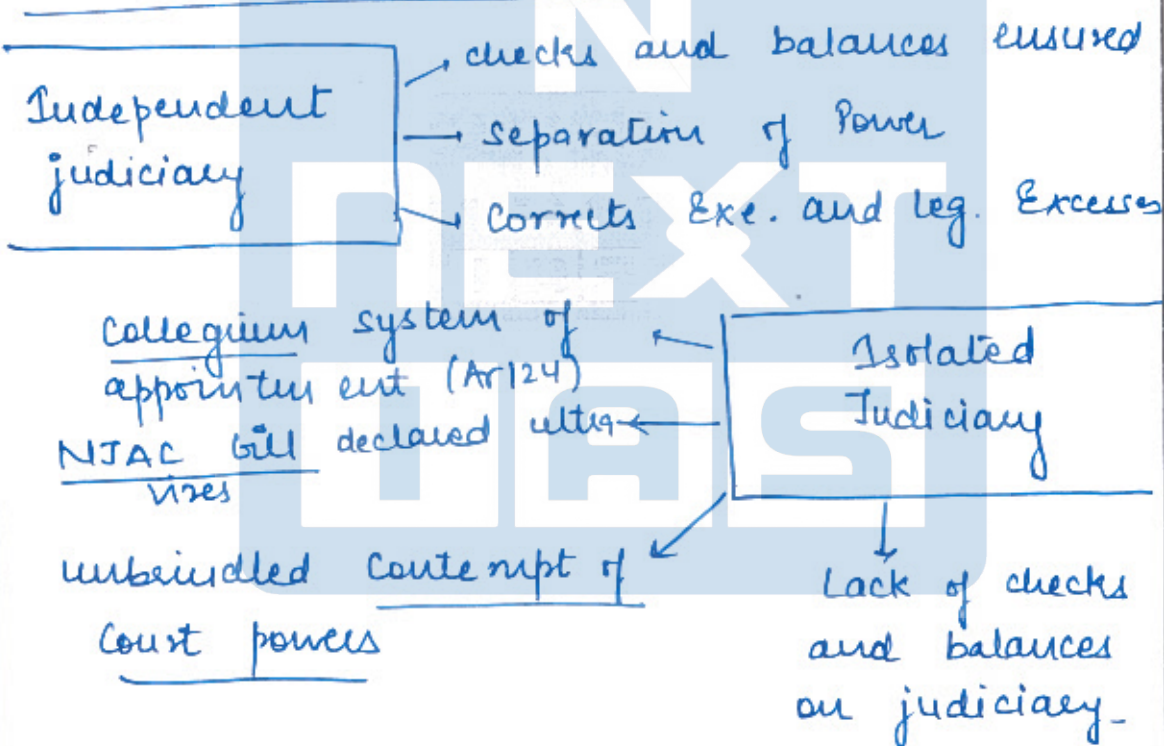 checks and balances ensured
Independent
judiciary
separation of Power
corrects Exe. and leg. Excesses
collegium system of
appointment (Ar124)
NJAC Bill declared ultra
vires
unbridled contempt of
court powers
Isolated
Judiciary
Lack of checks
and balances
on judiciary
N
NEXT
IAS